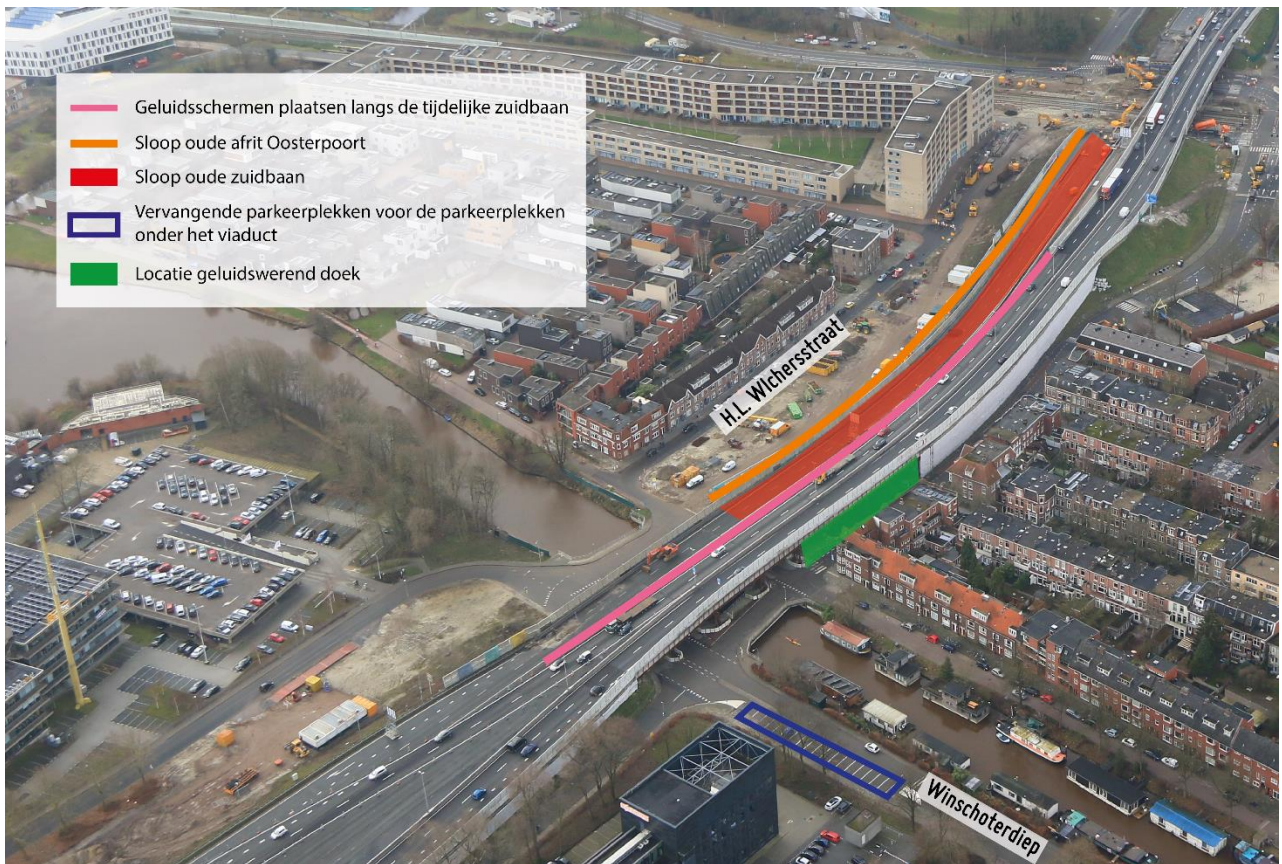 Geluidsschermen plaatsen langs de tijdelijke zuidbaan
Sloop oude afrit Oosterpoort
Sloop oude zuidbaan
Vervangende parkeerplekken voor de parkeerplekken
onder het viaduct
Locatie geluidswerend doek
H.L. WIchersstraat
Winschoterdiep